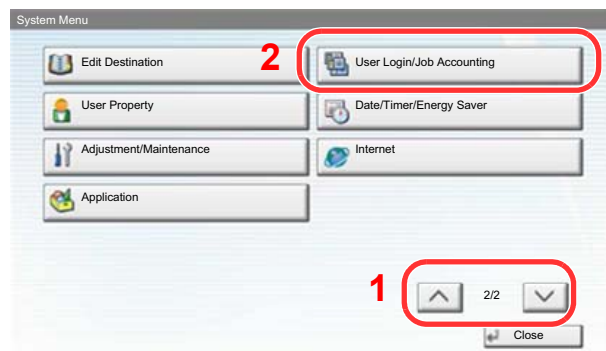 System Menu
Edit Destination
2
User Login/Job Accounting
User Property
Date/Timer/Energy Saver
Adjustment/Maintenance
Internet
Application
1
2/2
Close